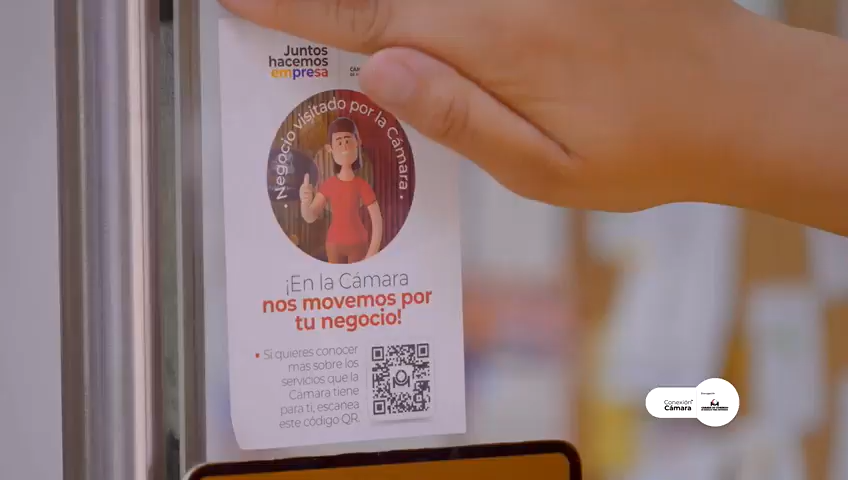 Juntos
hacemos
empresa
• Negocio visitado por la Cámara •
¡En la Cámara
nos movemos por
tu negocio!
Si quieres conocer
más sobre los
servicios que la
Cámara tiene
para ti, escanea
este código QR.
Conexión
Cámara